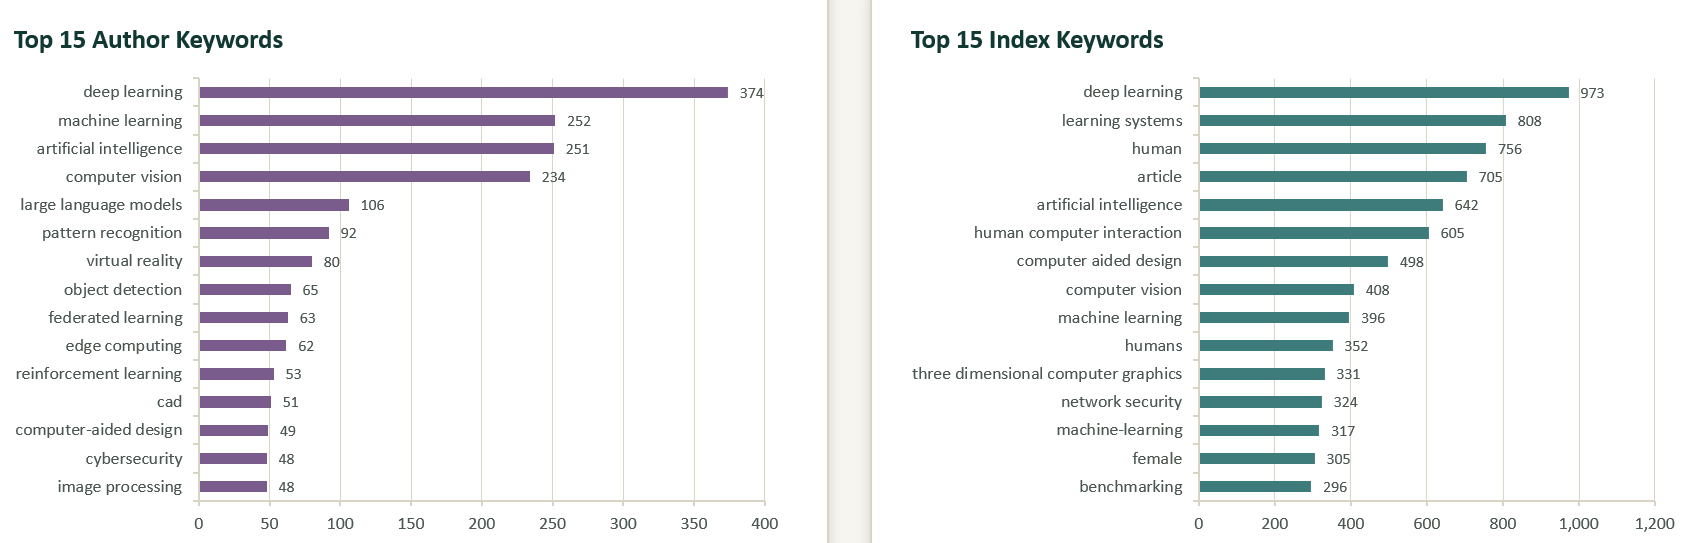 Top 15 Author Keywords
deep learning 374
machine learning 252
artificial intelligence 251
computer vision 234
large language models 106
pattern recognition 92
virtual reality 80
object detection 65
federated learning 63
edge computing 62
reinforcement learning 53
cad 51
computer-aided design 49
cybersecurity 48
image processing 48
0 50 100 150 200 250 300 350 400
Top 15 Index Keywords
deep learning 973
learning systems 808
human 756
article 705
artificial intelligence 642
human computer interaction 605
computer aided design 498
computer vision 408
machine learning 396
humans 352
three dimensional computer graphics 331
network security 324
machine-learning 317
female 305
benchmarking 296
0 200 400 600 800 1,000 1,200